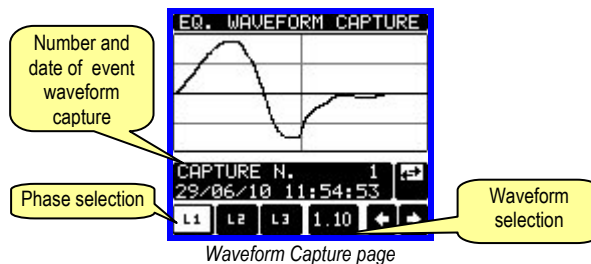 EQ. WAVEFORM CAPTURE
Number and
date of event
waveform
capture
CAPTURE N. 1
29/06/10 11:54:53
Phase selection
L1 L2 L3 1.10
Waveform
selection
Waveform Capture page